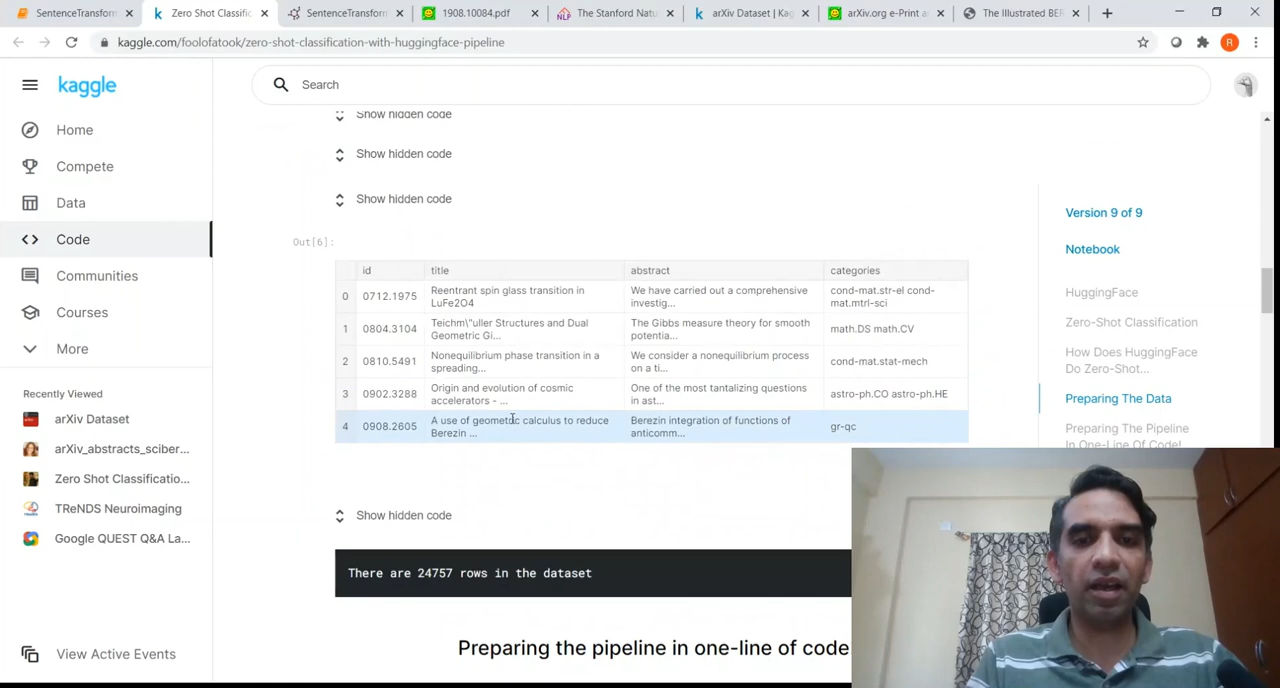 SentenceTransform
Zero Shot Classific
SentenceTransform
1908.10084.pdf
The Stanford Natu
arXiv Dataset | Kag
arXiv.org e-Print a
The Illustrated BER
kaggle.com/foolofatook/zero-shot-classification-with-huggingface-pipeline
R
kaggle
Search
Home
Compete
Data
Code
Communities
Courses
More
Recently Viewed
arXiv Dataset
arXiv_abstracts_sciber...
Zero Shot Classificatio...
TReNDS Neuroimaging
Google QUEST Q&A La...
View Active Events
Show hidden code
Show hidden code
Show hidden code
Out[6]:
id title abstract categories
0 0712.1975 Reentrant spin glass transition in LuFe2O4 We have carried out a comprehensive investig... cond-mat.str-el cond-mat.mtrl-sci
1 0804.3104 Teichm\"uller Structures and Dual Geometric Gi... The Gibbs measure theory for smooth potentia... math.DS math.CV
2 0810.5491 Nonequilibrium phase transition in a spreading... We consider a nonequilibrium process on a ti... cond-mat.stat-mech
3 0902.3288 Origin and evolution of cosmic accelerators - ... One of the most tantalizing questions in ast... astro-ph.CO astro-ph.HE
4 0908.2605 A use of geometric calculus to reduce Berezin ... Berezin integration of functions of anticomm... gr-qc
Show hidden code
There are 24757 rows in the dataset
Preparing the pipeline in one-line of code
Version 9 of 9
Notebook
HuggingFace
Zero-Shot Classification
How Does HuggingFace
Do Zero-Shot...
Preparing The Data
Preparing The Pipeline
In One-Line Of Code!